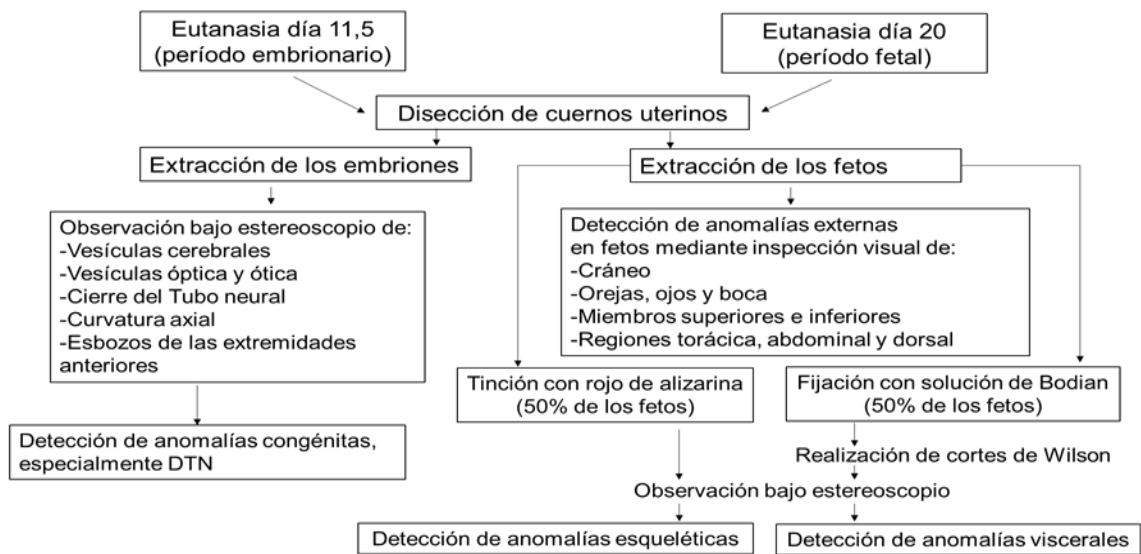 Eutanasia día 11,5
(período embrionario)
Eutanasia día 20
(período fetal)
Disección de cuernos uterinos
Extracción de los embriones
Extracción de los fetos
Observación bajo estereoscopio de:
-Vesículas cerebrales
-Vesículas óptica y ótica
-Cierre del Tubo neural
-Curvatura axial
-Esbozos de las extremidades
anteriores
Detección de anomalías externas
en fetos mediante inspección visual de:
-Cráneo
-Orejas, ojos y boca
-Miembros superiores e inferiores
-Regiones torácica, abdominal y dorsal
Tinción con rojo de alizarina
(50% de los fetos)
Fijación con solución de Bodian
(50% de los fetos)
Detección de anomalías congénitas,
especialmente DTN
Realización de cortes de Wilson
Observación bajo estereoscopio
Detección de anomalías esqueléticas
Detección de anomalías viscerales